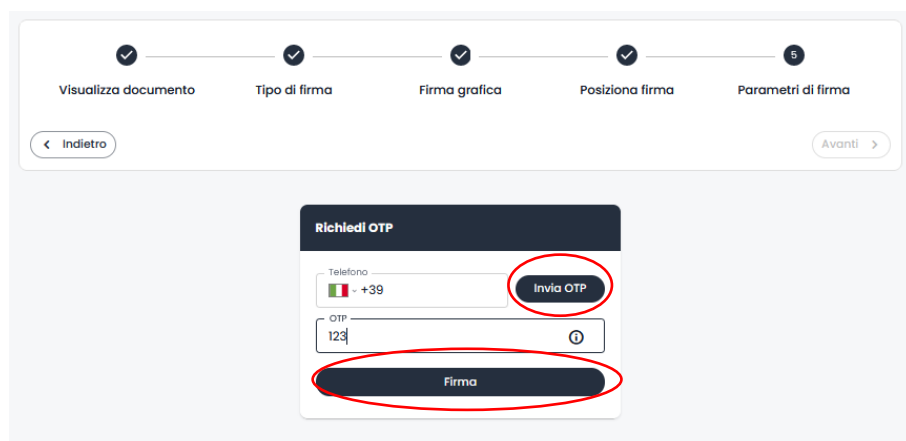 5
Visualizza documento Tipo di firma Firma grafica Posiziona firma Parametri di firma
Indietro Avanti
Richiedi OTP
Telefono
+39 Invia OTP
OTP
123
Firma